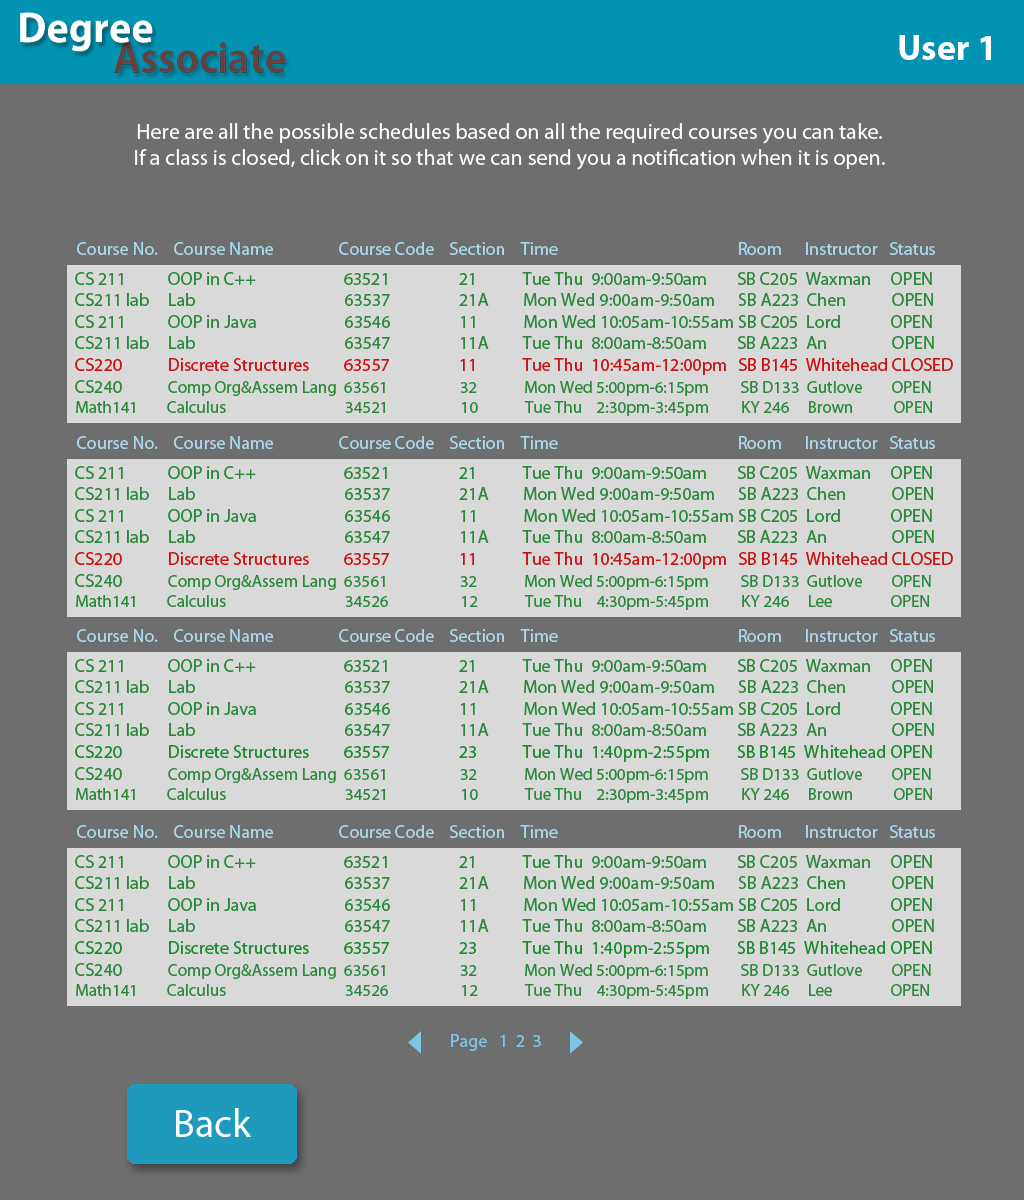 Degree
Associate
User 1
Here are all the possible schedules based on all the required courses you can take.
If a class is closed, click on it so that we can send you a notification when it is open.
Course No. Course Name Course Code Section Time Room Instructor Status
CS 211 OOP in C++ 63521 21 Tue Thu 9:00am-9:50am SB C205 Waxman OPEN
CS211 lab Lab 63537 21A Mon Wed 9:00am-9:50am SB A223 Chen OPEN
CS 211 OOP in Java 63546 11 Mon Wed 10:05am-10:55am SB C205 Lord OPEN
CS211 lab Lab 63547 11A Tue Thu 8:00am-8:50am SB A223 An OPEN
CS220 Discrete Structures 63557 11 Tue Thu 10:45am-12:00pm SB B145 Whitehead CLOSED
CS240 Comp Org&Assem Lang 63561 32 Mon Wed 5:00pm-6:15pm SB D133 Gutlove OPEN
Math141 Calculus 34521 10 Tue Thu 2:30pm-3:45pm KY 246 Brown OPEN
Course No. Course Name Course Code Section Time Room Instructor Status
CS 211 OOP in C++ 63521 21 Tue Thu 9:00am-9:50am SB C205 Waxman OPEN
CS211 lab Lab 63537 21A Mon Wed 9:00am-9:50am SB A223 Chen OPEN
CS 211 OOP in Java 63546 11 Mon Wed 10:05am-10:55am SB C205 Lord OPEN
CS211 lab Lab 63547 11A Tue Thu 8:00am-8:50am SB A223 An OPEN
CS220 Discrete Structures 63557 11 Tue Thu 10:45am-12:00pm SB B145 Whitehead CLOSED
CS240 Comp Org&Assem Lang 63561 32 Mon Wed 5:00pm-6:15pm SB D133 Gutlove OPEN
Math141 Calculus 34526 12 Tue Thu 4:30pm-5:45pm KY 246 Lee OPEN
Course No. Course Name Course Code Section Time Room Instructor Status
CS 211 OOP in C++ 63521 21 Tue Thu 9:00am-9:50am SB C205 Waxman OPEN
CS211 lab Lab 63537 21A Mon Wed 9:00am-9:50am SB A223 Chen OPEN
CS 211 OOP in Java 63546 11 Mon Wed 10:05am-10:55am SB C205 Lord OPEN
CS211 lab Lab 63547 11A Tue Thu 8:00am-8:50am SB A223 An OPEN
CS220 Discrete Structures 63557 23 Tue Thu 1:40pm-2:55pm SB B145 Whitehead OPEN
CS240 Comp Org&Assem Lang 63561 32 Mon Wed 5:00pm-6:15pm SB D133 Gutlove OPEN
Math141 Calculus 34521 10 Tue Thu 2:30pm-3:45pm KY 246 Brown OPEN
Course No. Course Name Course Code Section Time Room Instructor Status
CS 211 OOP in C++ 63521 21 Tue Thu 9:00am-9:50am SB C205 Waxman OPEN
CS211 lab Lab 63537 21A Mon Wed 9:00am-9:50am SB A223 Chen OPEN
CS 211 OOP in Java 63546 11 Mon Wed 10:05am-10:55am SB C205 Lord OPEN
CS211 lab Lab 63547 11A Tue Thu 8:00am-8:50am SB A223 An OPEN
CS220 Discrete Structures 63557 23 Tue Thu 1:40pm-2:55pm SB B145 Whitehead OPEN
CS240 Comp Org&Assem Lang 63561 32 Mon Wed 5:00pm-6:15pm SB D133 Gutlove OPEN
Math141 Calculus 34526 12 Tue Thu 4:30pm-5:45pm KY 246 Lee OPEN
Page 1 2 3
Back